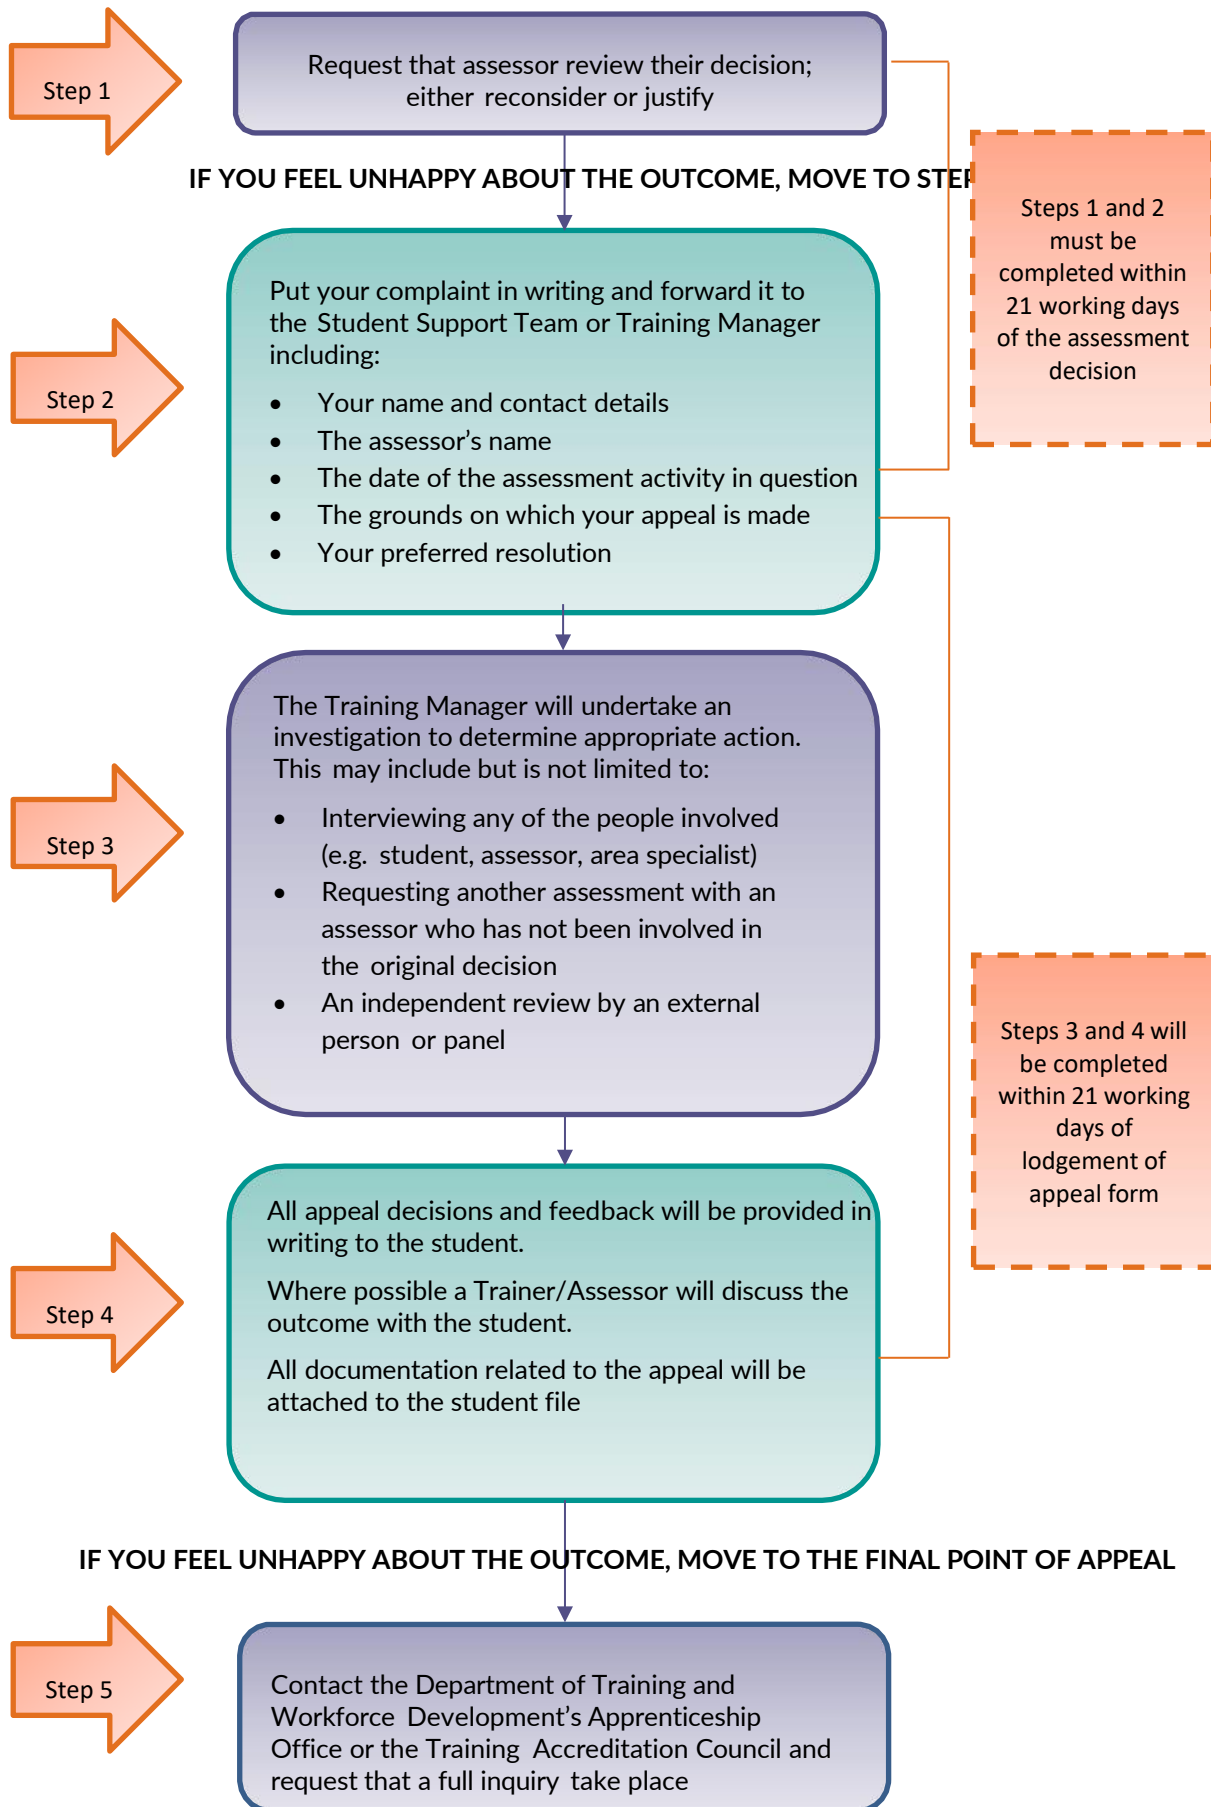 Step 1
Request that assessor review their decision;
either reconsider or justify
IF YOU FEEL UNHAPPY ABOUT THE OUTCOME, MOVE TO STEP
Steps 1 and 2
must be
completed within
21 working days
of the assessment
decision
Step 2
Put your complaint in writing and forward it to
the Student Support Team or Training Manager
including:
• Your name and contact details
• The assessor’s name
• The date of the assessment activity in question
• The grounds on which your appeal is made
• Your preferred resolution
Step 3
The Training Manager will undertake an
investigation to determine appropriate action.
This may include but is not limited to:
• Interviewing any of the people involved
(e.g. student, assessor, area specialist)
• Requesting another assessment with an
assessor who has not been involved in
the original decision
• An independent review by an external
person or panel
Steps 3 and 4 will
be completed
within 21 working
days of
lodgement of
appeal form
Step 4
All appeal decisions and feedback will be provided in
writing to the student.
Where possible a Trainer/Assessor will discuss the
outcome with the student.
All documentation related to the appeal will be
attached to the student file
IF YOU FEEL UNHAPPY ABOUT THE OUTCOME, MOVE TO THE FINAL POINT OF APPEAL
Step 5
Contact the Department of Training and
Workforce Development’s Apprenticeship
Office or the Training Accreditation Council and
request that a full inquiry take place